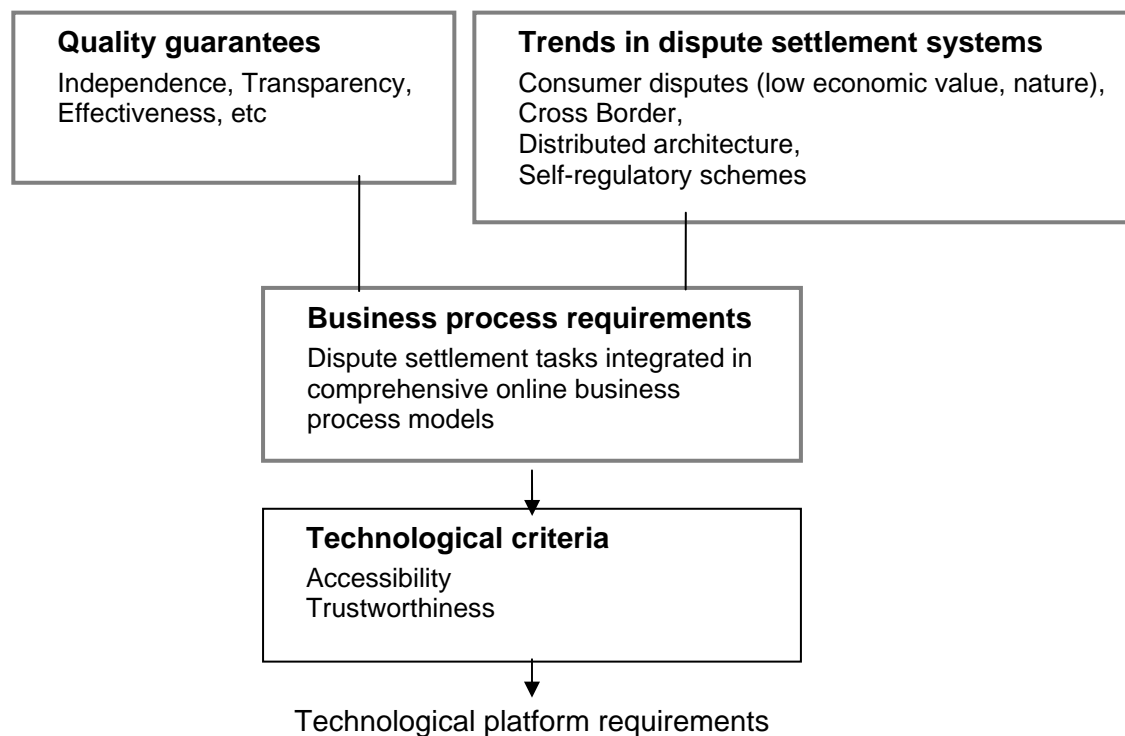 Quality guarantees
Independence, Transparency,
Effectiveness, etc
Trends in dispute settlement systems
Consumer disputes (low economic value, nature),
Cross Border,
Distributed architecture,
Self-regulatory schemes
Business process requirements
Dispute settlement tasks integrated in
comprehensive online business
process models
Technological criteria
Accessibility
Trustworthiness
Technological platform requirements